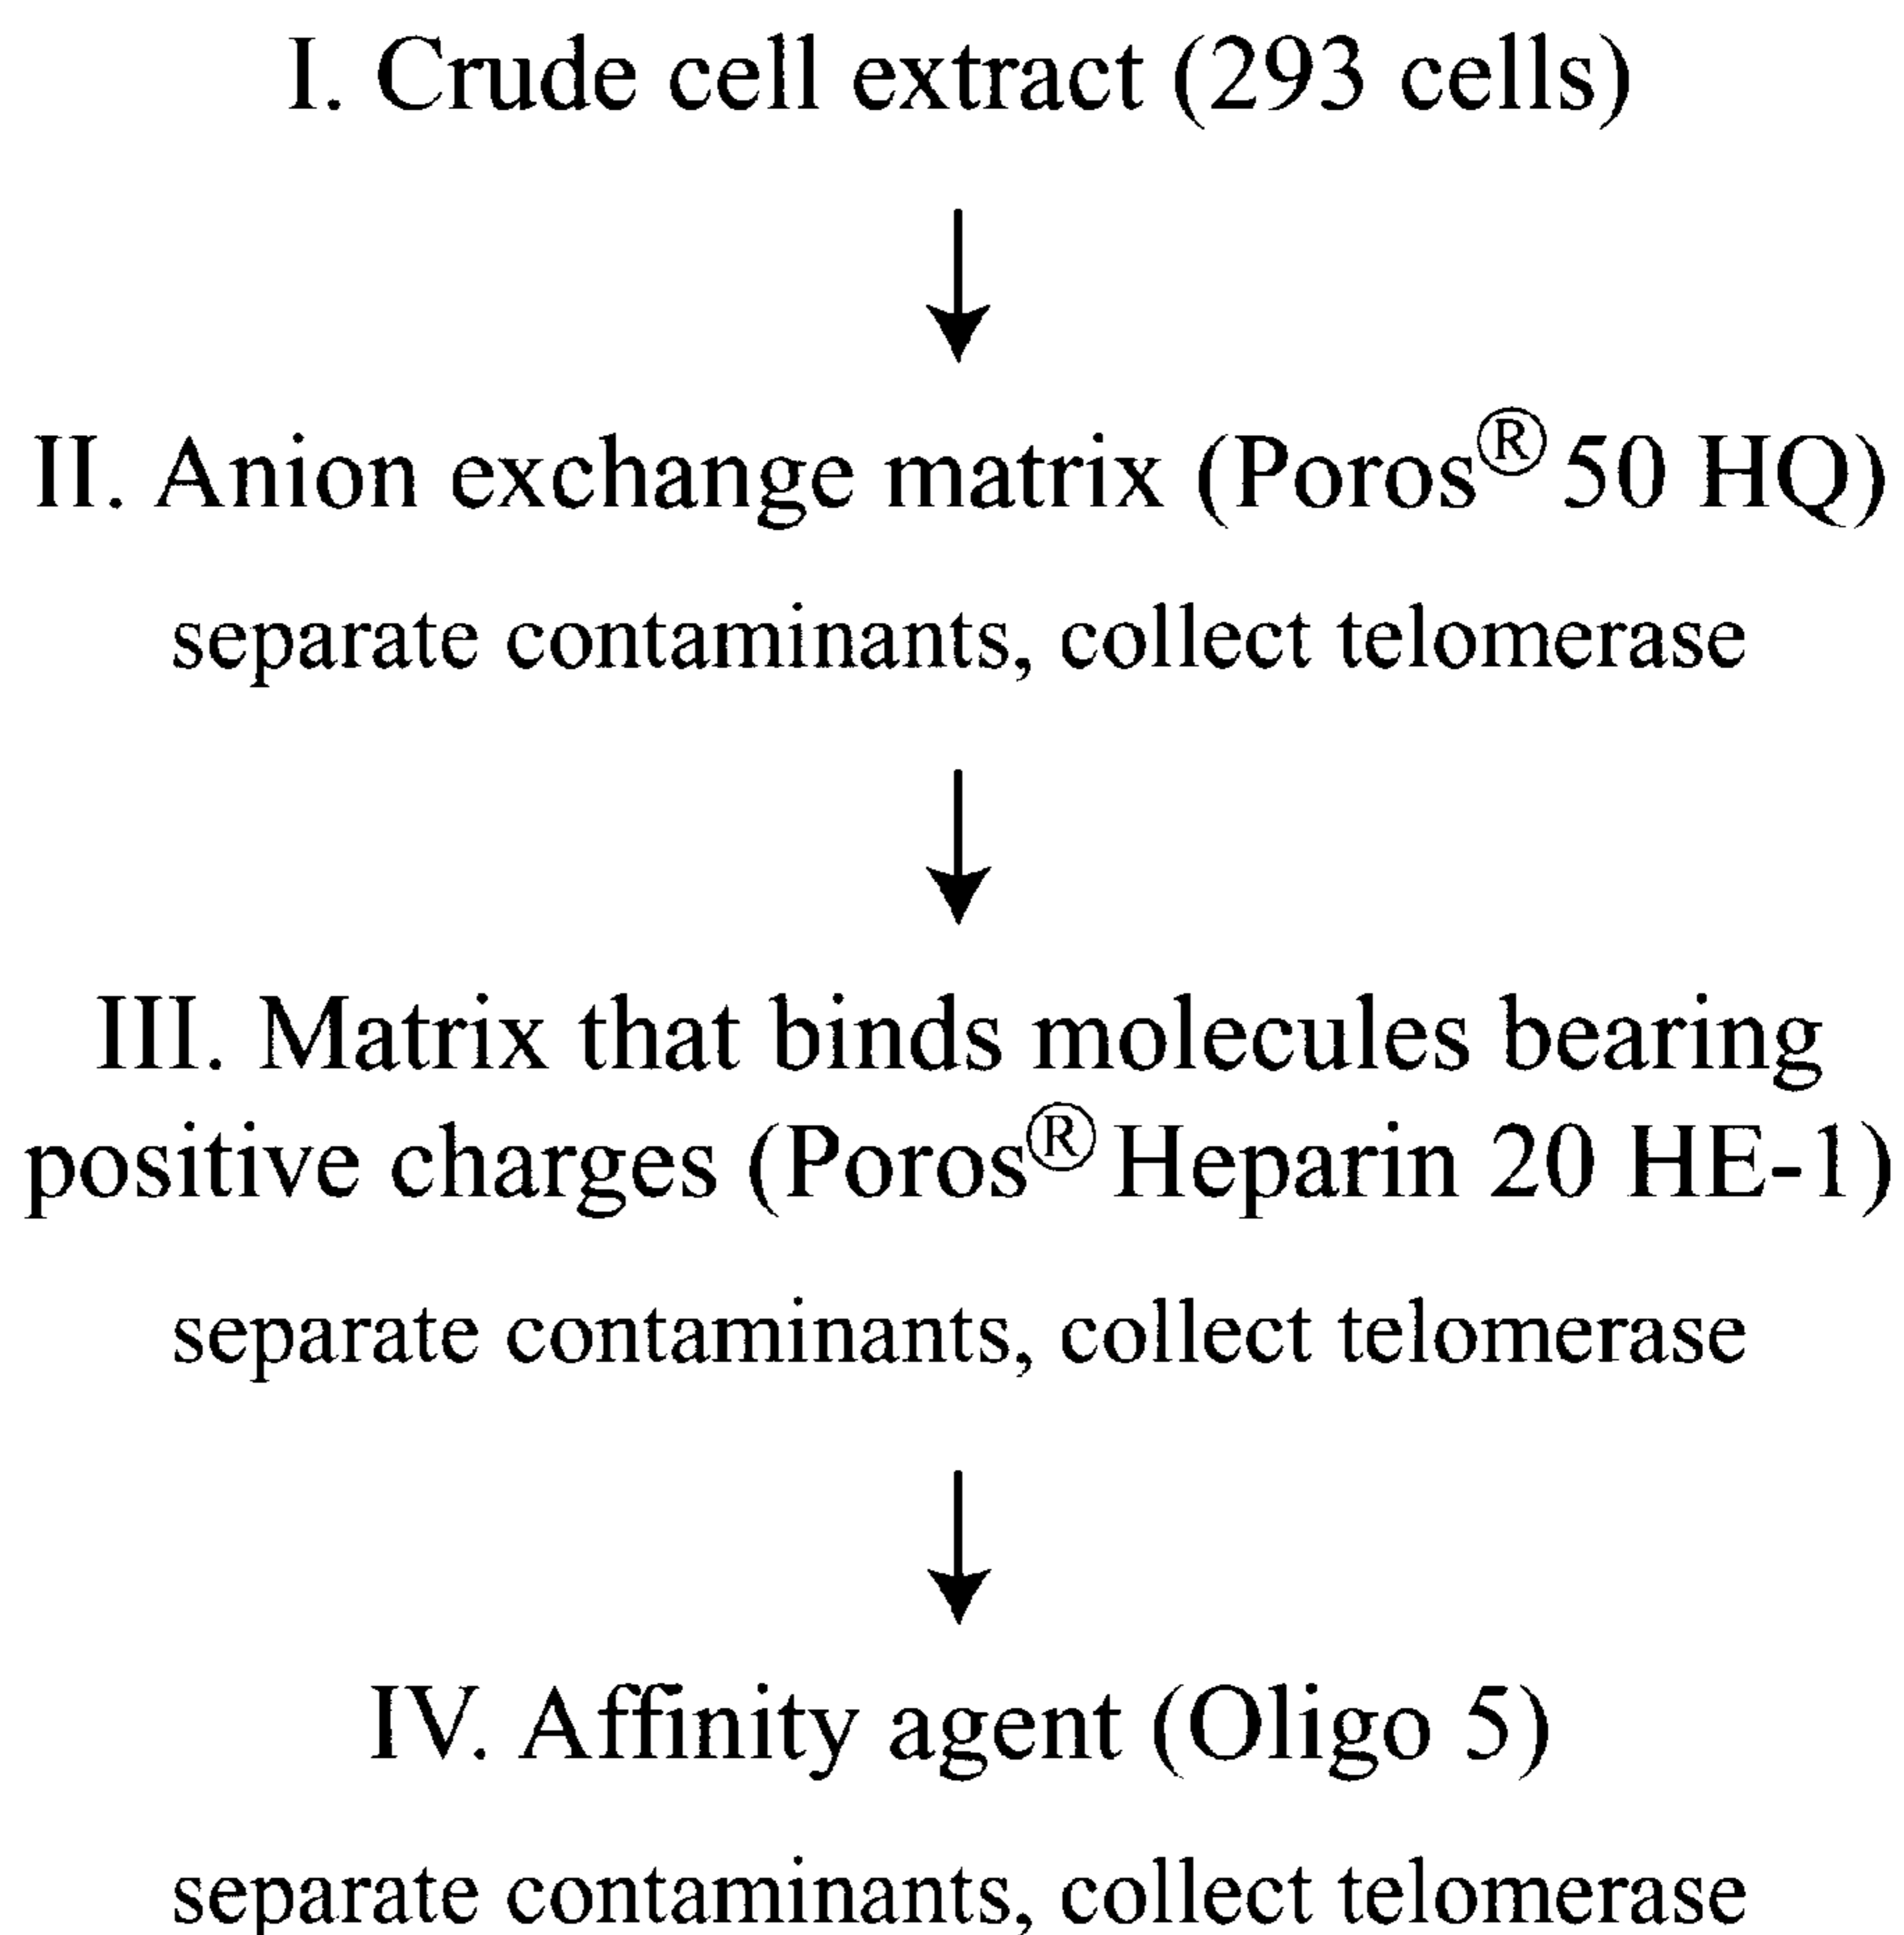 I. Crude cell extract (293 cells)
II. Anion exchange matrix (Poros® 50 HQ)
separate contaminants, collect telomerase
III. Matrix that binds molecules bearing
positive charges (Poros® Heparin 20 HE-1)
separate contaminants, collect telomerase
IV. Affinity agent (Oligo 5)
separate contaminants, collect telomerase